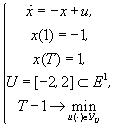 ẋ = −x + u,
x(1) = −1,
x(T) = 1,
U = [−2, 2] ⊂ E¹,
T − 1 → min
u(·)∈𝒱_U